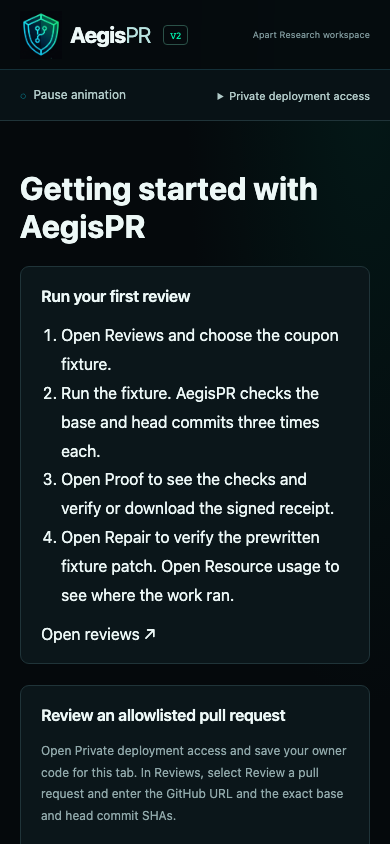 AegisPR V2 Apart Research workspace
Pause animation ▶ Private deployment access
Getting started with
AegisPR
Run your first review
1. Open Reviews and choose the coupon
fixture.
2. Run the fixture. AegisPR checks the
base and head commits three times
each.
3. Open Proof to see the checks and
verify or download the signed receipt.
4. Open Repair to verify the prewritten
fixture patch. Open Resource usage to
see where the work ran.
Open reviews ↗
Review an allowlisted pull request
Open Private deployment access and save your owner
code for this tab. In Reviews, select Review a pull
request and enter the GitHub URL and the exact base
and head commit SHAs.